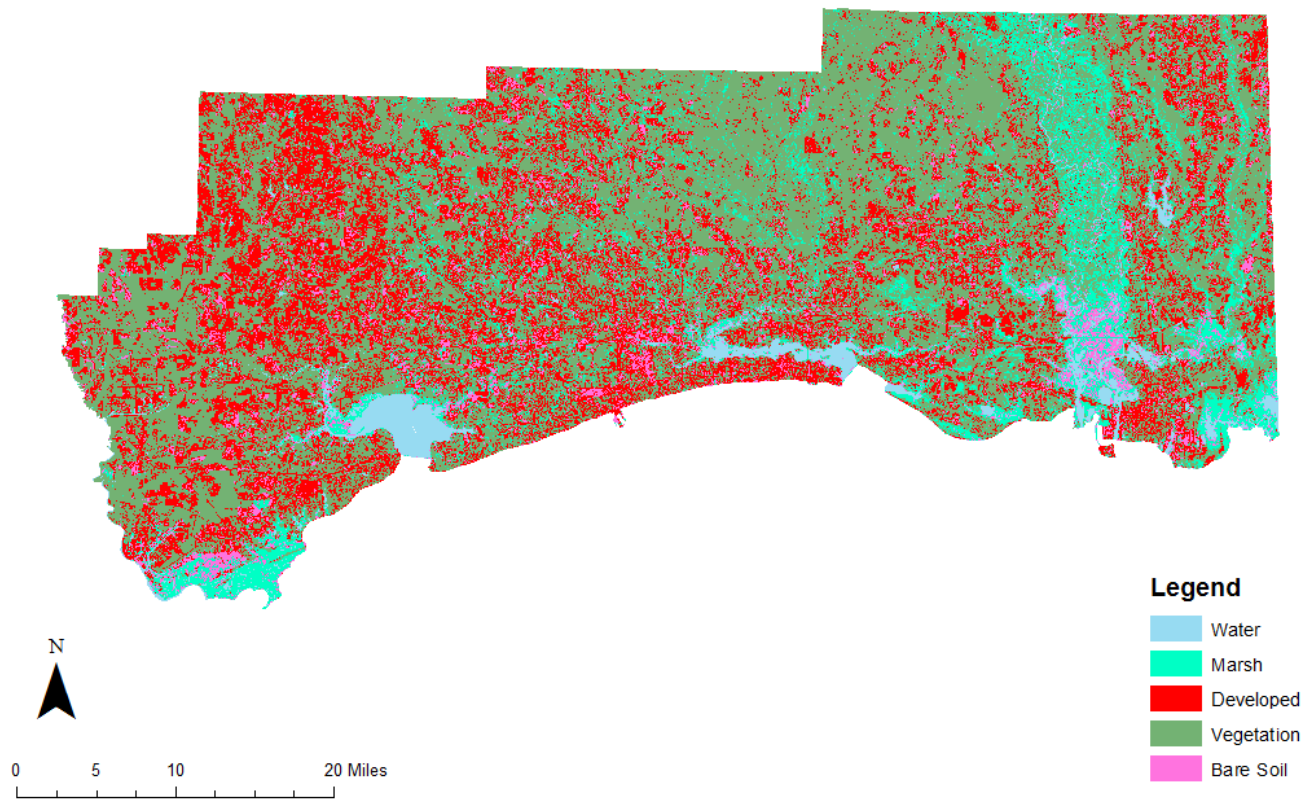 Legend
Water
Marsh
Developed
Vegetation
Bare Soil
N
0 5 10 20 Miles